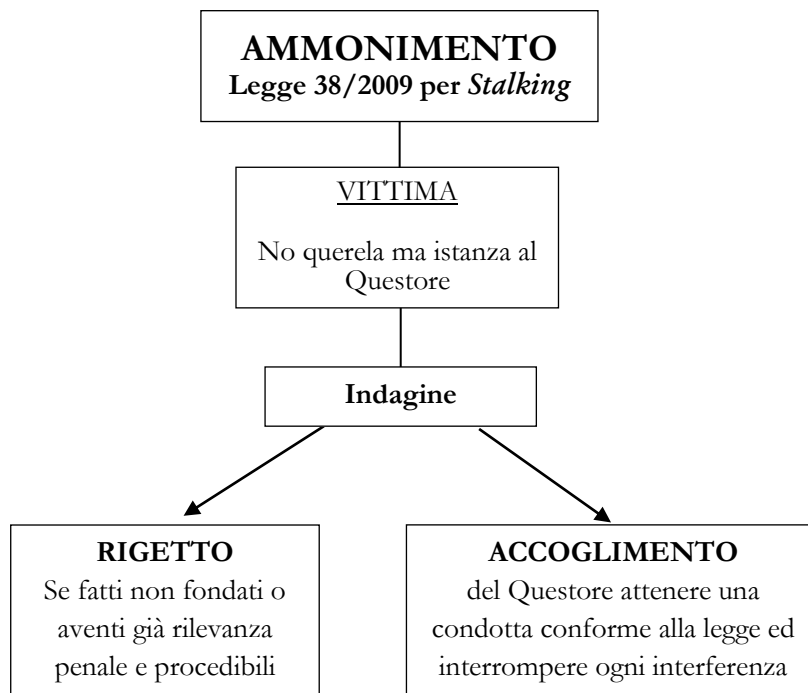 AMMONIMENTO
Legge 38/2009 per Stalking
VITTIMA
No querela ma istanza al
Questore
Indagine
RIGETTO
Se fatti non fondati o
aventi già rilevanza
penale e procedibili
ACCOGLIMENTO
del Questore attenere una
condotta conforme alla legge ed
interrompere ogni interferenza